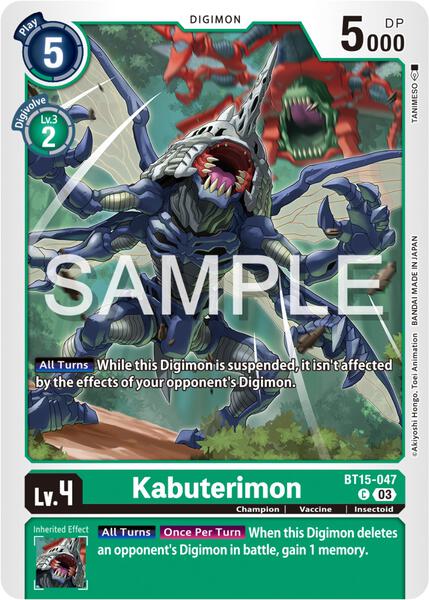 DIGIMON
Play
5
Digivolve
Lv.3
2
DP
5000
TANIMESO
SAMPLE
©Akiyoshi Hongo, Toei Animation BANDAI MADE IN JAPAN
All Turns While this Digimon is suspended, it isn't affected
by the effects of your opponent's Digimon.
Lv.4
Kabuterimon
BT15-047
C 03
Champion | Vaccine | Insectoid
Inherited Effect
All Turns Once Per Turn When this Digimon deletes
an opponent's Digimon in battle, gain 1 memory.